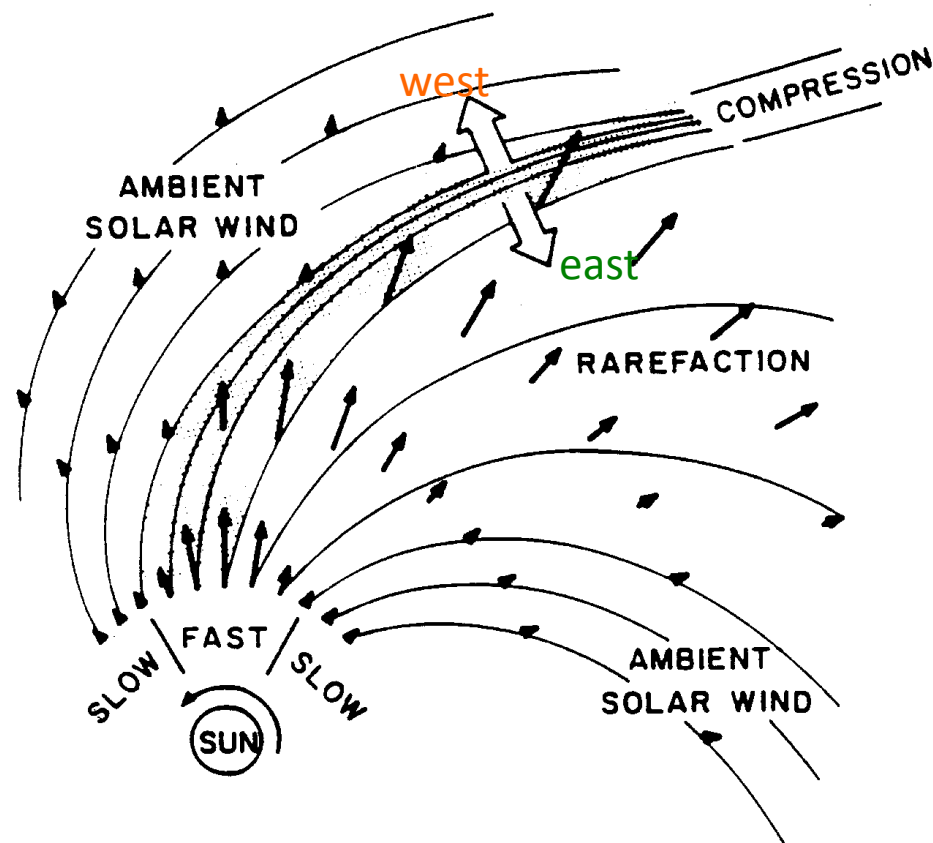 west
COMPRESSION
AMBIENT
SOLAR WIND
east
RAREFACTION
FAST
SLOW
SLOW
AMBIENT
SOLAR WIND
SUN